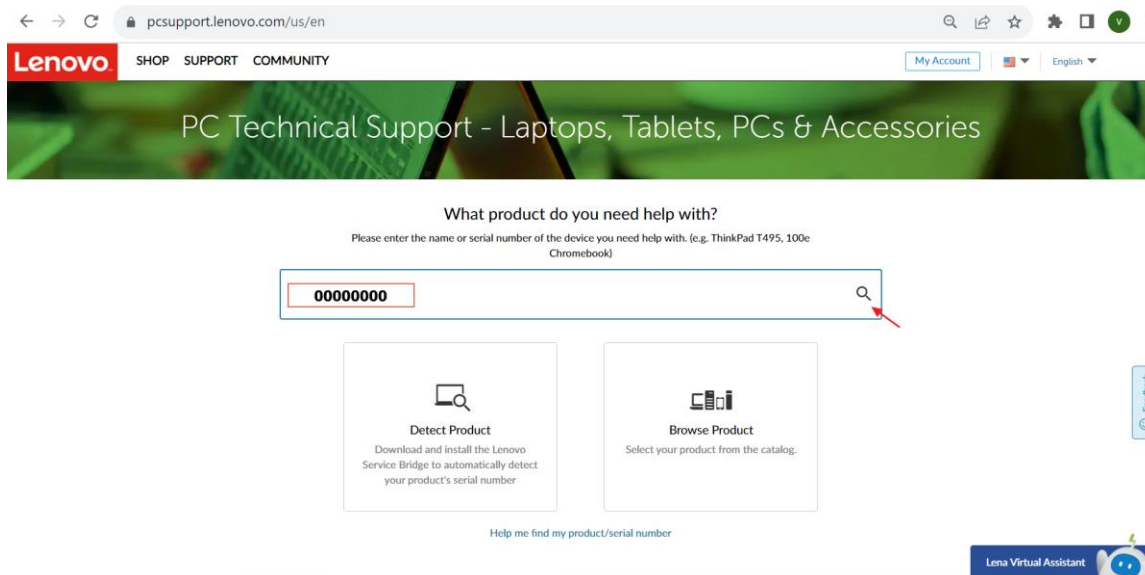 pcsupport.lenovo.com/us/en
V
Lenovo.
SHOP SUPPORT COMMUNITY
My Account
English
PC Technical Support - Laptops, Tablets, PCs & Accessories
What product do you need help with?
Please enter the name or serial number of the device you need help with. (e.g. ThinkPad T495, 100e
Chromebook)
00000000
Detect Product
Download and install the Lenovo
Service Bridge to automatically detect
your product's serial number
Browse Product
Select your product from the catalog.
Help me find my product/serial number
Lena Virtual Assistant